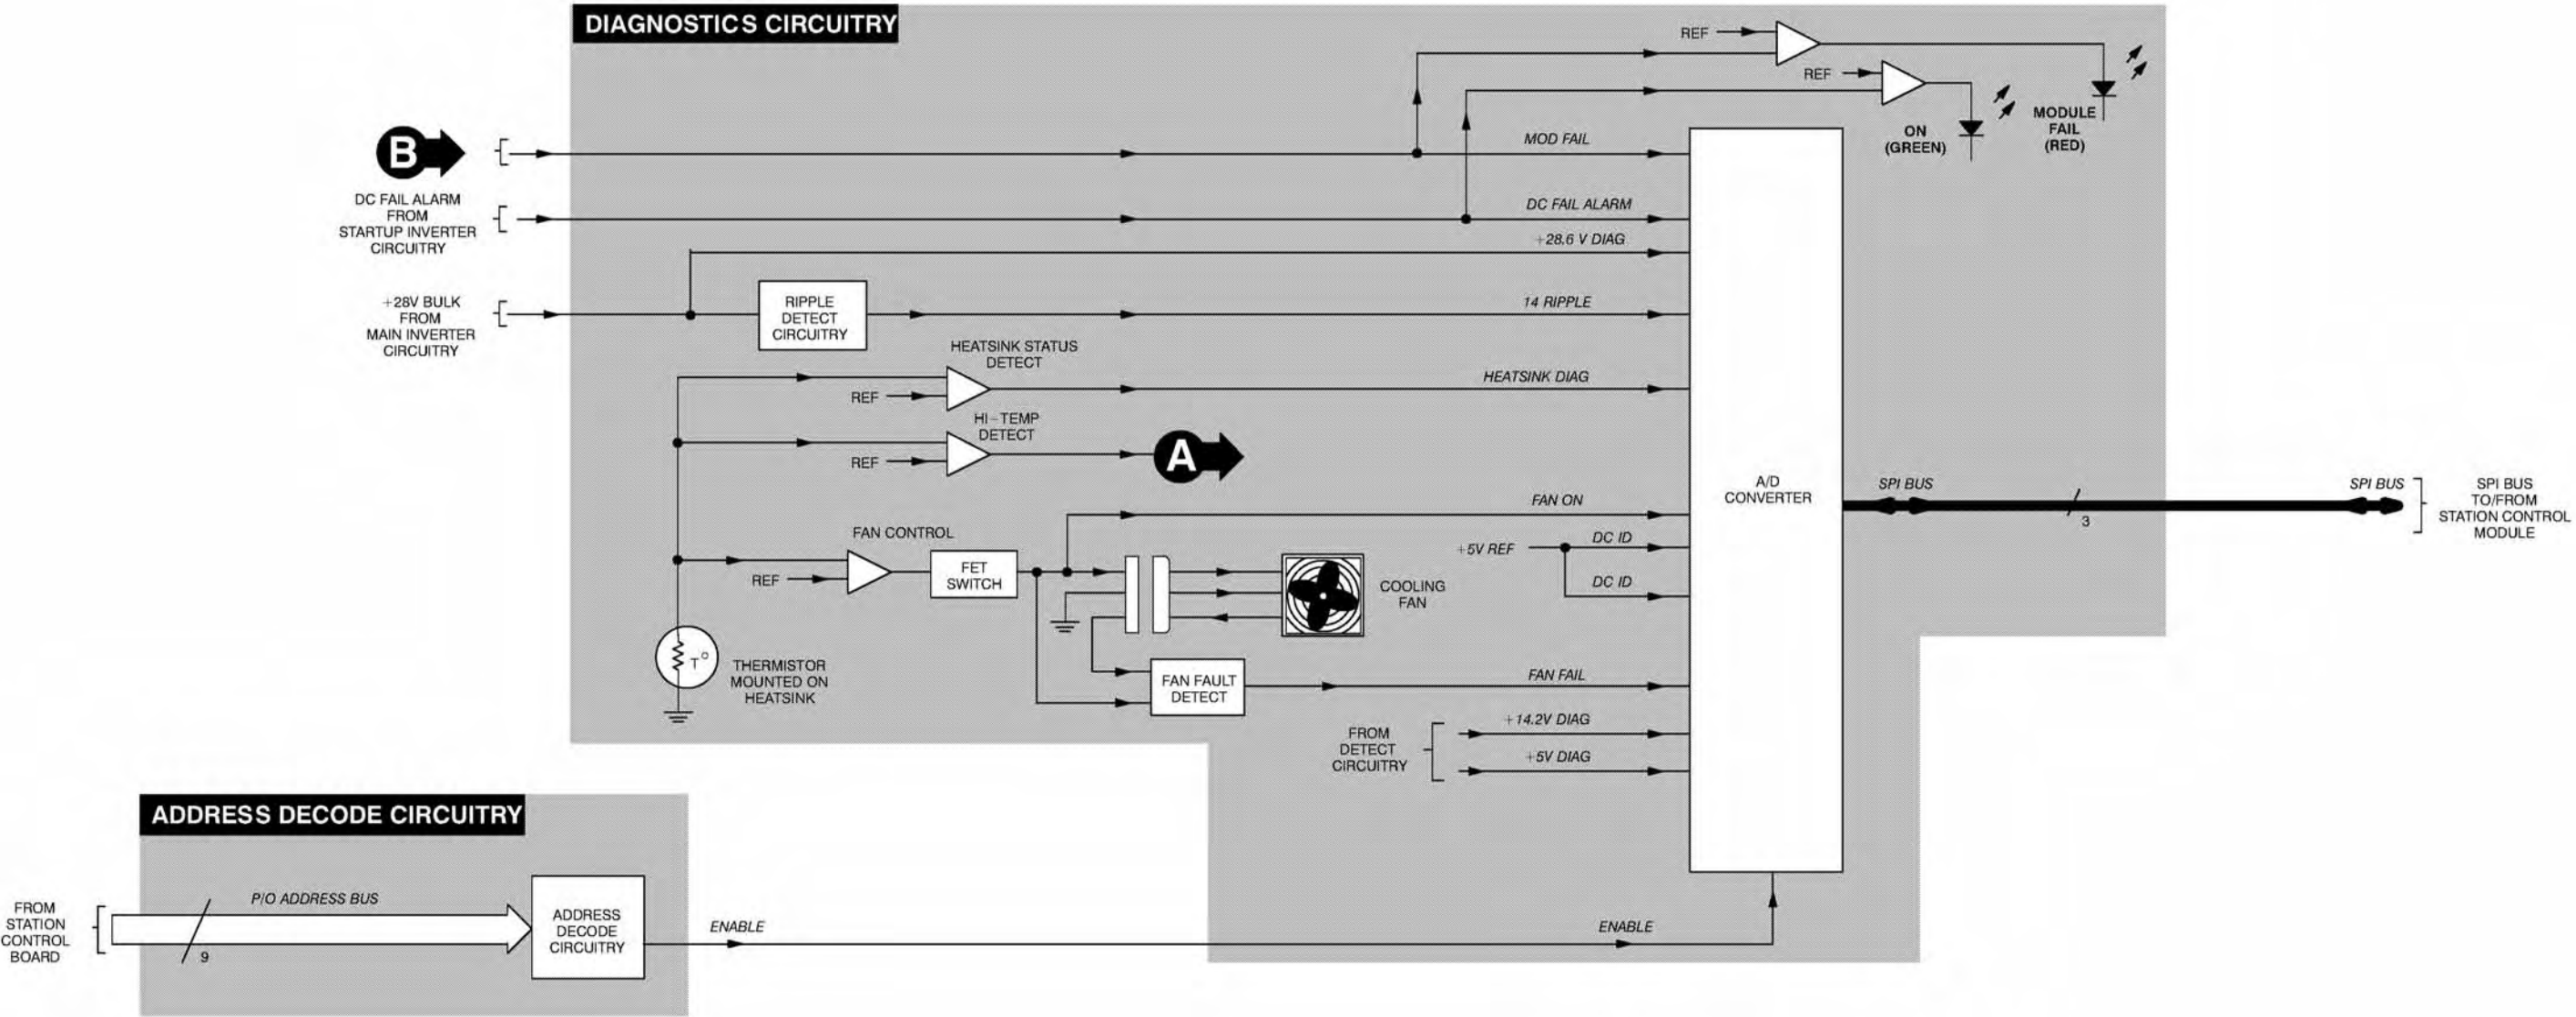 DIAGNOSTICS CIRCUITRY
REF
REF
ON
(GREEN)
MODULE
FAIL
(RED)
B
MOD FAIL
DC FAIL ALARM
FROM
STARTUP INVERTER
CIRCUITRY
DC FAIL ALARM
+28.6 V DIAG
+28V BULK
FROM
MAIN INVERTER
CIRCUITRY
RIPPLE
DETECT
CIRCUITRY
14 RIPPLE
HEATSINK STATUS
DETECT
REF
HEATSINK DIAG
HI-TEMP
DETECT
REF
A
A/D
CONVERTER
SPI BUS
3
SPI BUS
SPI BUS
TO/FROM
STATION CONTROL
MODULE
FAN ON
FAN CONTROL
REF
FET
SWITCH
+5V REF
DC ID
DC ID
COOLING
FAN
T°
THERMISTOR
MOUNTED ON
HEATSINK
FAN FAULT
DETECT
FAN FAIL
FROM
DETECT
CIRCUITRY
+14.2V DIAG
+5V DIAG
ADDRESS DECODE CIRCUITRY
FROM
STATION
CONTROL
BOARD
P/O ADDRESS BUS
9
ADDRESS
DECODE
CIRCUITRY
ENABLE
ENABLE